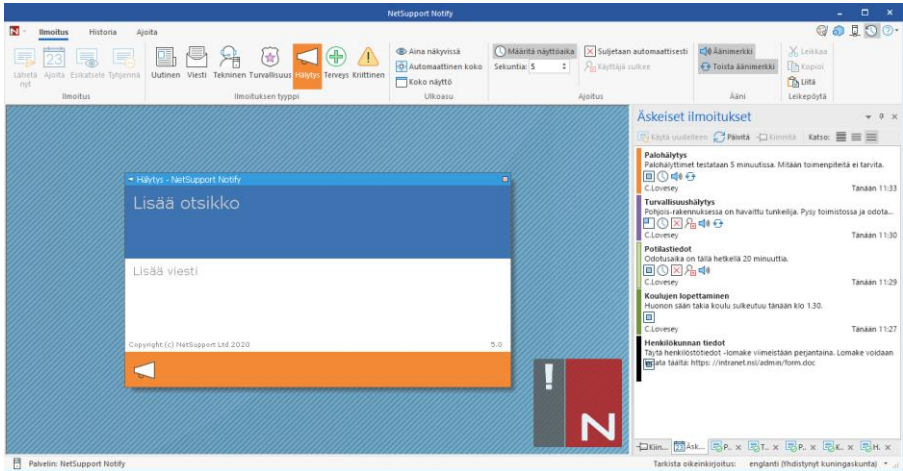 NetSupport Notify
N
Ilmoitus Historia Ajoita
Lähetä nyt
23
Ajoita
Esikatsele
Tyhjennä
Ilmoitus
Uutinen Viesti Tekninen Turvallisuus Hälytys Terveys Kriittinen
Ilmoituksen tyyppi
Aina näkyvissä
Automaattinen koko
Koko näyttö
Ulkoasu
Määritä näyttöaika
Sekuntia: 5
Suljetaan automaattisesti
Käyttäjä sulkee
Ajoitus
Äänimerkki
Toista äänimerkki
Ääni
Leikkaa
Kopioi
Liitä
Leikepöytä
Hälytys - NetSupport Notify
Lisää otsikko
Lisää viesti
Copyright (c) NetSupport Ltd 2020 5.0
! N
Äskeiset ilmoitukset
Käytä uudelleen Päivitä Kiinnitä Katso:
Palohälytys
Palohälyttimet testataan 5 minuutissa. Mitään toimenpiteitä ei tarvita.
C.Lovesey Tänään 11:33
Turvallisuushälytys
Pohjois-rakennuksessa on havaittu tunkeilija. Pysy toimistossa ja odota...
C.Lovesey Tänään 11:30
Potilastiedot
Odotusaika on tällä hetkellä 20 minuuttia.
C.Lovesey Tänään 11:29
Koulujen lopettaminen
Huonon sään takia koulu sulkeutuu tänään klo 1.30.
C.Lovesey Tänään 11:27
Henkilökunnan tiedot
Täytä henkilöstötiedot -lomake viimeistään perjantaina. Lomake voidaan
ata täältä: https: //intranet.nsl/admin/form.doc
Kiin... Äsk... P.. x T.. x P.. x K.. x H.. x
Palvelin: NetSupport Notify
Tarkista oikeinkirjoitus: englanti (Yhdistynyt kuningaskunta)